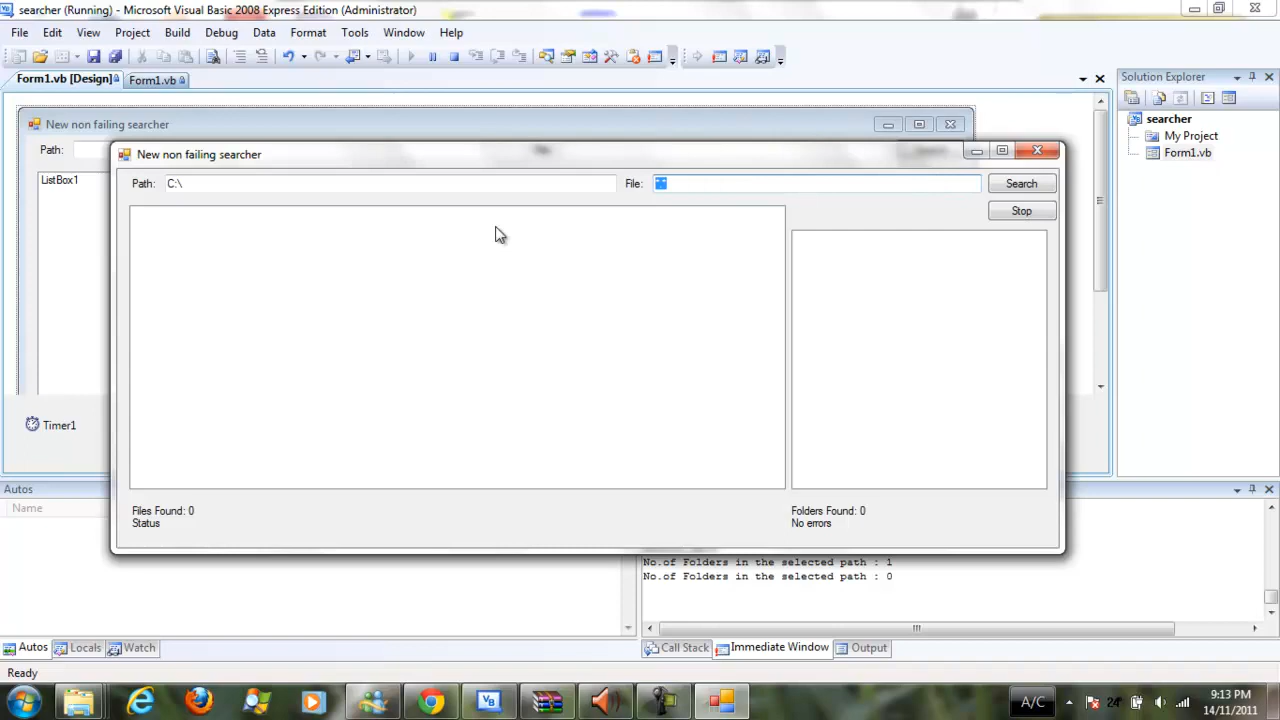 searcher (Running) - Microsoft Visual Basic 2008 Express Edition (Administrator)
File Edit View Project Build Debug Data Format Tools Window Help
Form1.vb [Design] Form1.vb
Solution Explorer
searcher
My Project
Form1.vb
New non failing searcher
Path:
ListBox1
Timer1
New non failing searcher
Path: C:\ File: *.* Search
Stop
Files Found: 0
Status
Folders Found: 0
No errors
Autos
Name
No.of Folders in the selected path : 1
No.of Folders in the selected path : 0
Autos Locals Watch
Call Stack Immediate Window Output
Ready
A/C
24°
9:13 PM
14/11/2011